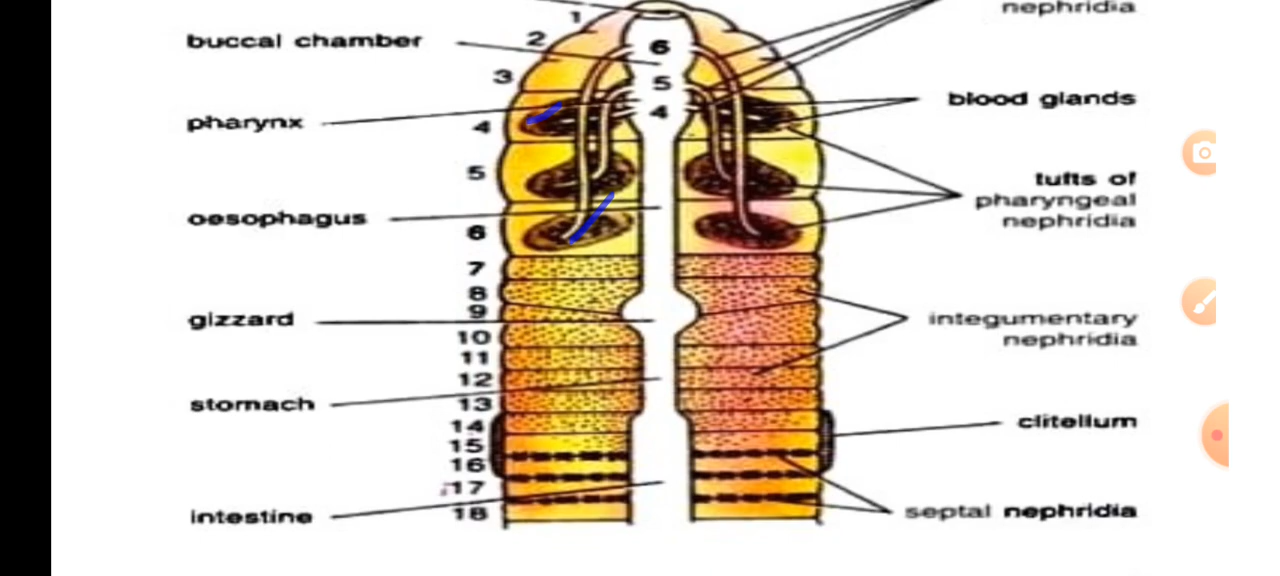 nephridia
buccal chamber
pharynx
oesophagus
gizzard
stomach
intestine
1
2
3
4
5
6
7
8
9
10
11
12
13
14
15
16
17
18
6
5
4
blood glands
tufts of
pharyngeal
nephridia
integumentary
nephridia
clitellum
septal nephridia